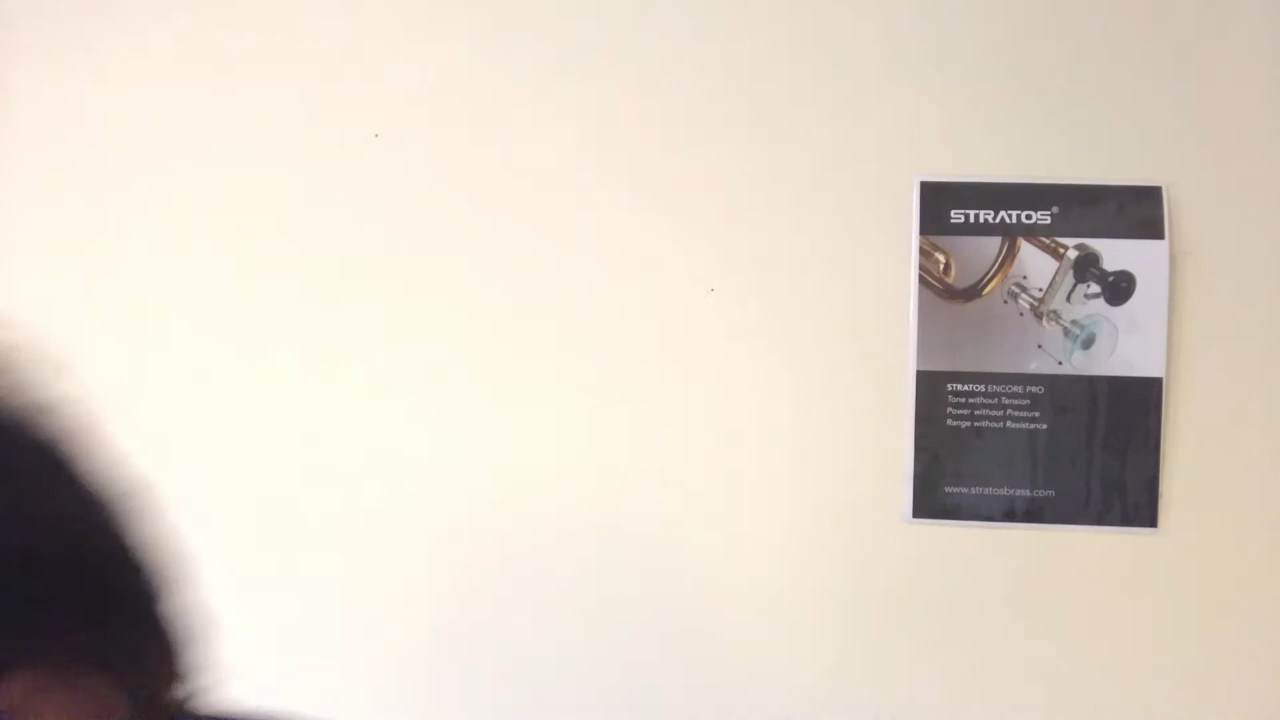 STRATOS®
STRATOS ENCORE PRO
Tone without Tension
Power without Pressure
Range without Resistance
www.stratosbrass.com